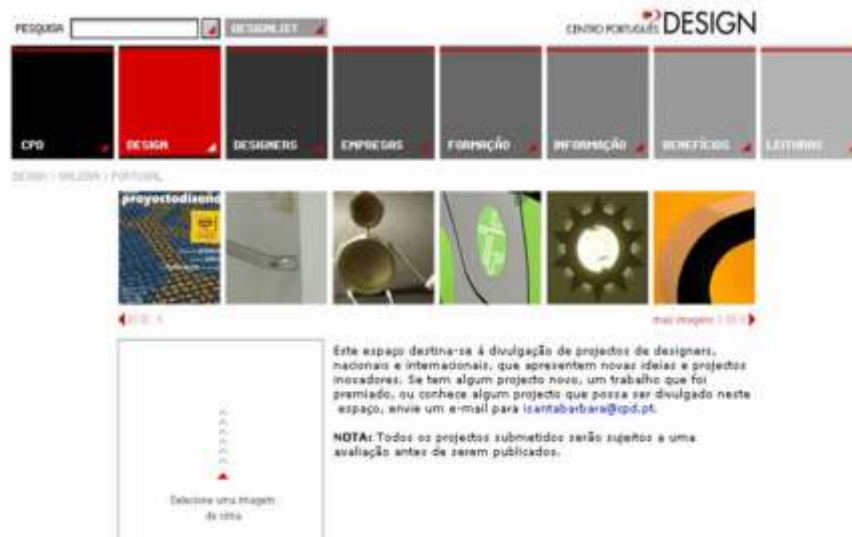 PESQUISA
DESIGNLIST
CENTRO PORTUGUÊS DESIGN
CPD
DESIGN
DESIGNERS
EMPRESAS
FORMAÇÃO
INFORMAÇÃO
BENEFÍCIOS
LEITURAS
DESIGN > GALERIA > PORTUGAL
proyectodiseño
mais imagens
Este espaço destina-se á divulgação de projectos de designers,
nacionais e internacionais, que apresentem novas ideias e projectos
inovadores. Se tem algum projecto novo, um trabalho que foi
premiado, ou conhece algum projecto que possa ser divulgado neste
espaço, envie um e-mail para isantabarbara@cpd.pt.
NOTA: Todos os projectos submetidos serão sujeitos a uma
avaliação antes de serem publicados.
Selecione uma imagem
de cima